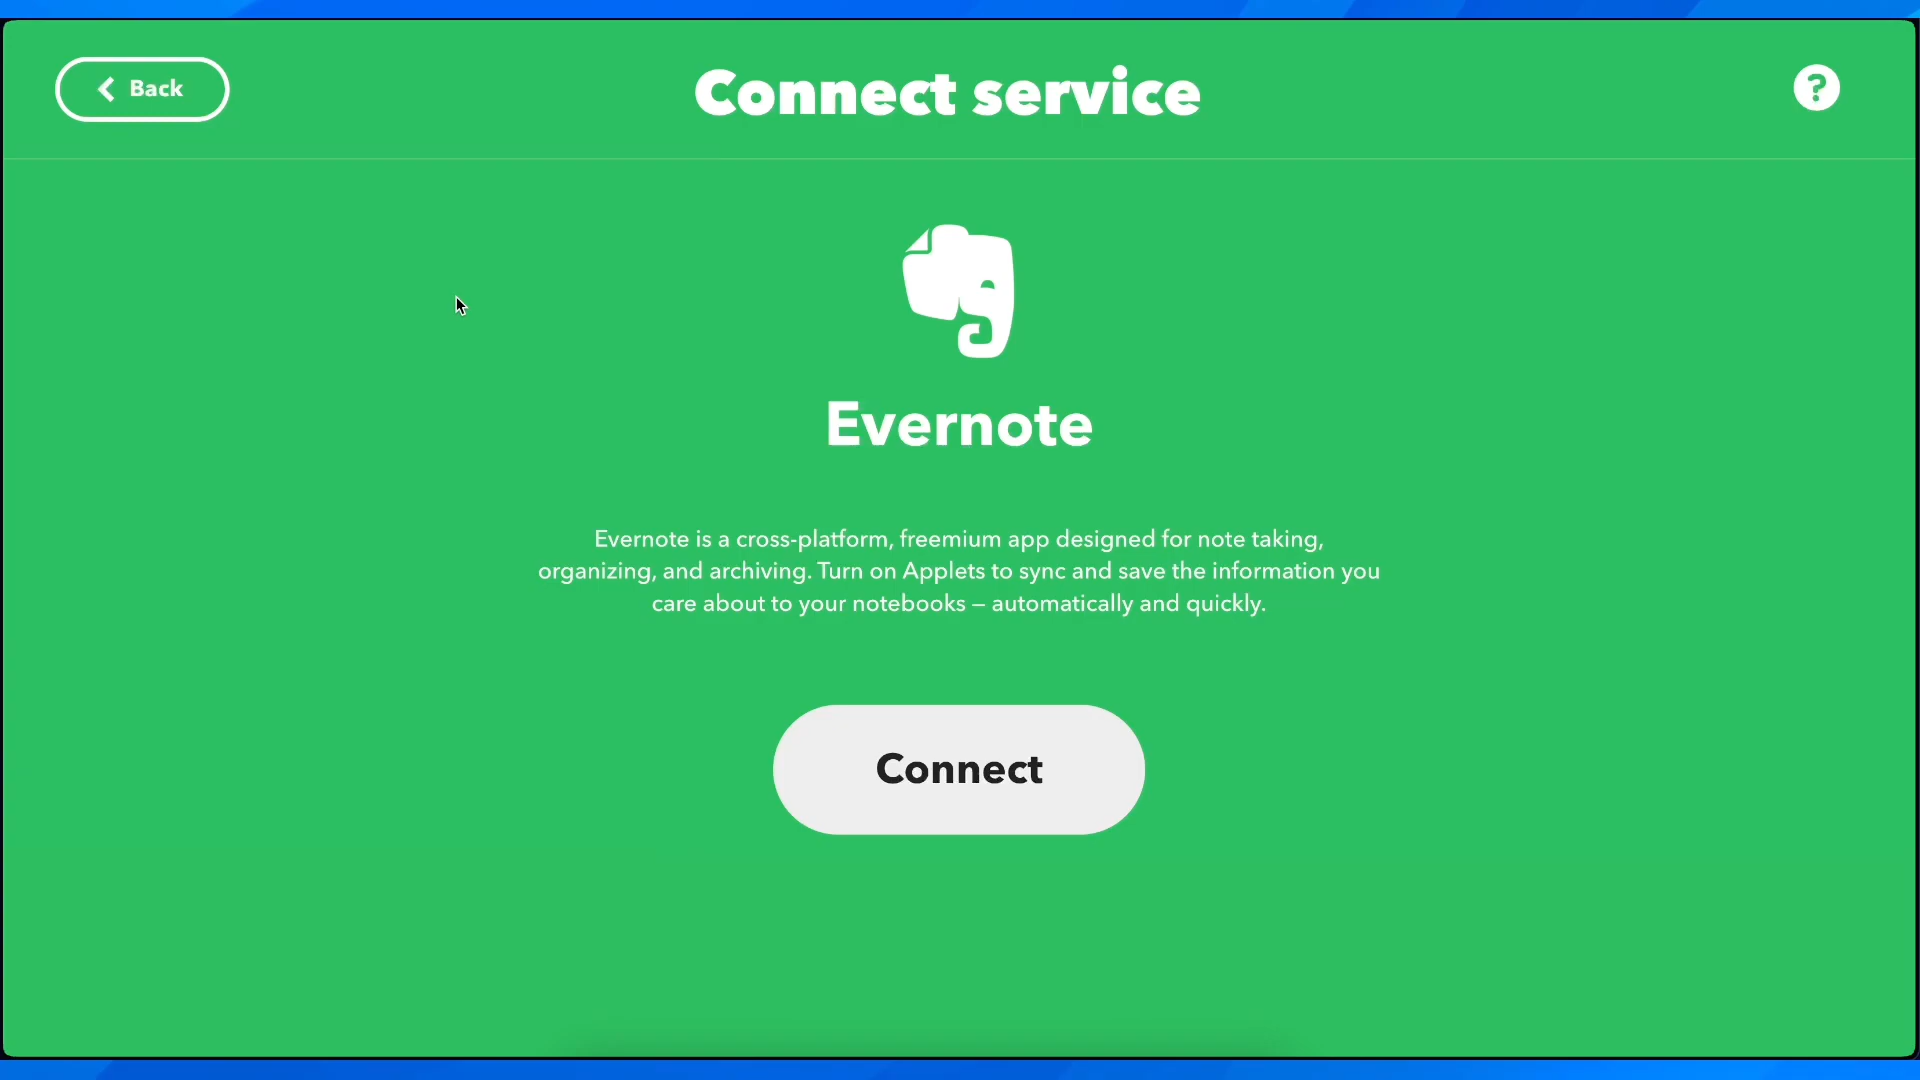 Back
Connect service
?
Evernote
Evernote is a cross-platform, freemium app designed for note taking,
organizing, and archiving. Turn on Applets to sync and save the information you
care about to your notebooks – automatically and quickly.
Connect